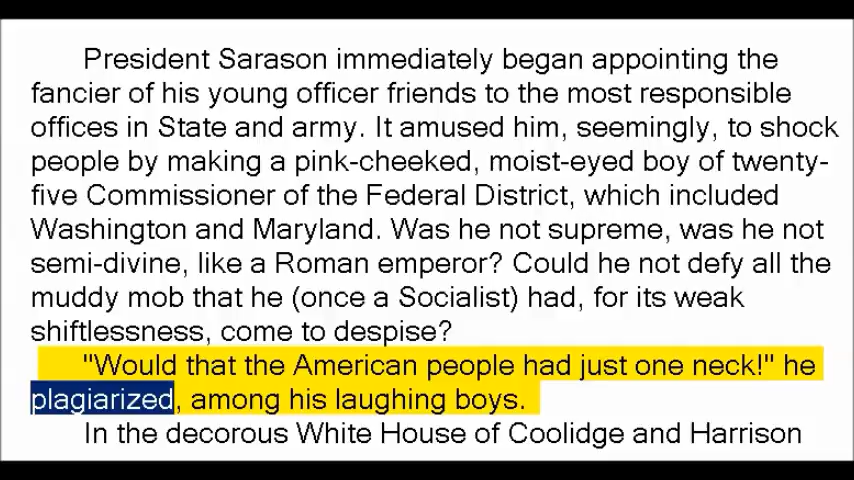 President Sarason immediately began appointing the
fancier of his young officer friends to the most responsible
offices in State and army. It amused him, seemingly, to shock
people by making a pink-cheeked, moist-eyed boy of twenty-
five Commissioner of the Federal District, which included
Washington and Maryland. Was he not supreme, was he not
semi-divine, like a Roman emperor? Could he not defy all the
muddy mob that he (once a Socialist) had, for its weak
shiftlessness, come to despise?
"Would that the American people had just one neck!" he
plagiarized, among his laughing boys.
In the decorous White House of Coolidge and Harrison